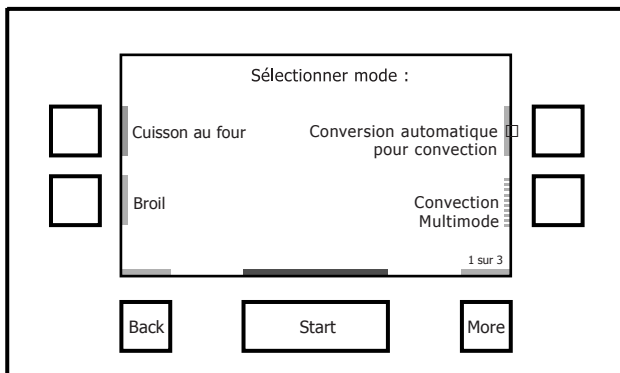 Sélectionner mode :
Cuisson au four
Conversion automatique
pour convection
Broil
Convection
Multimode
1 sur 3
Back
Start
More